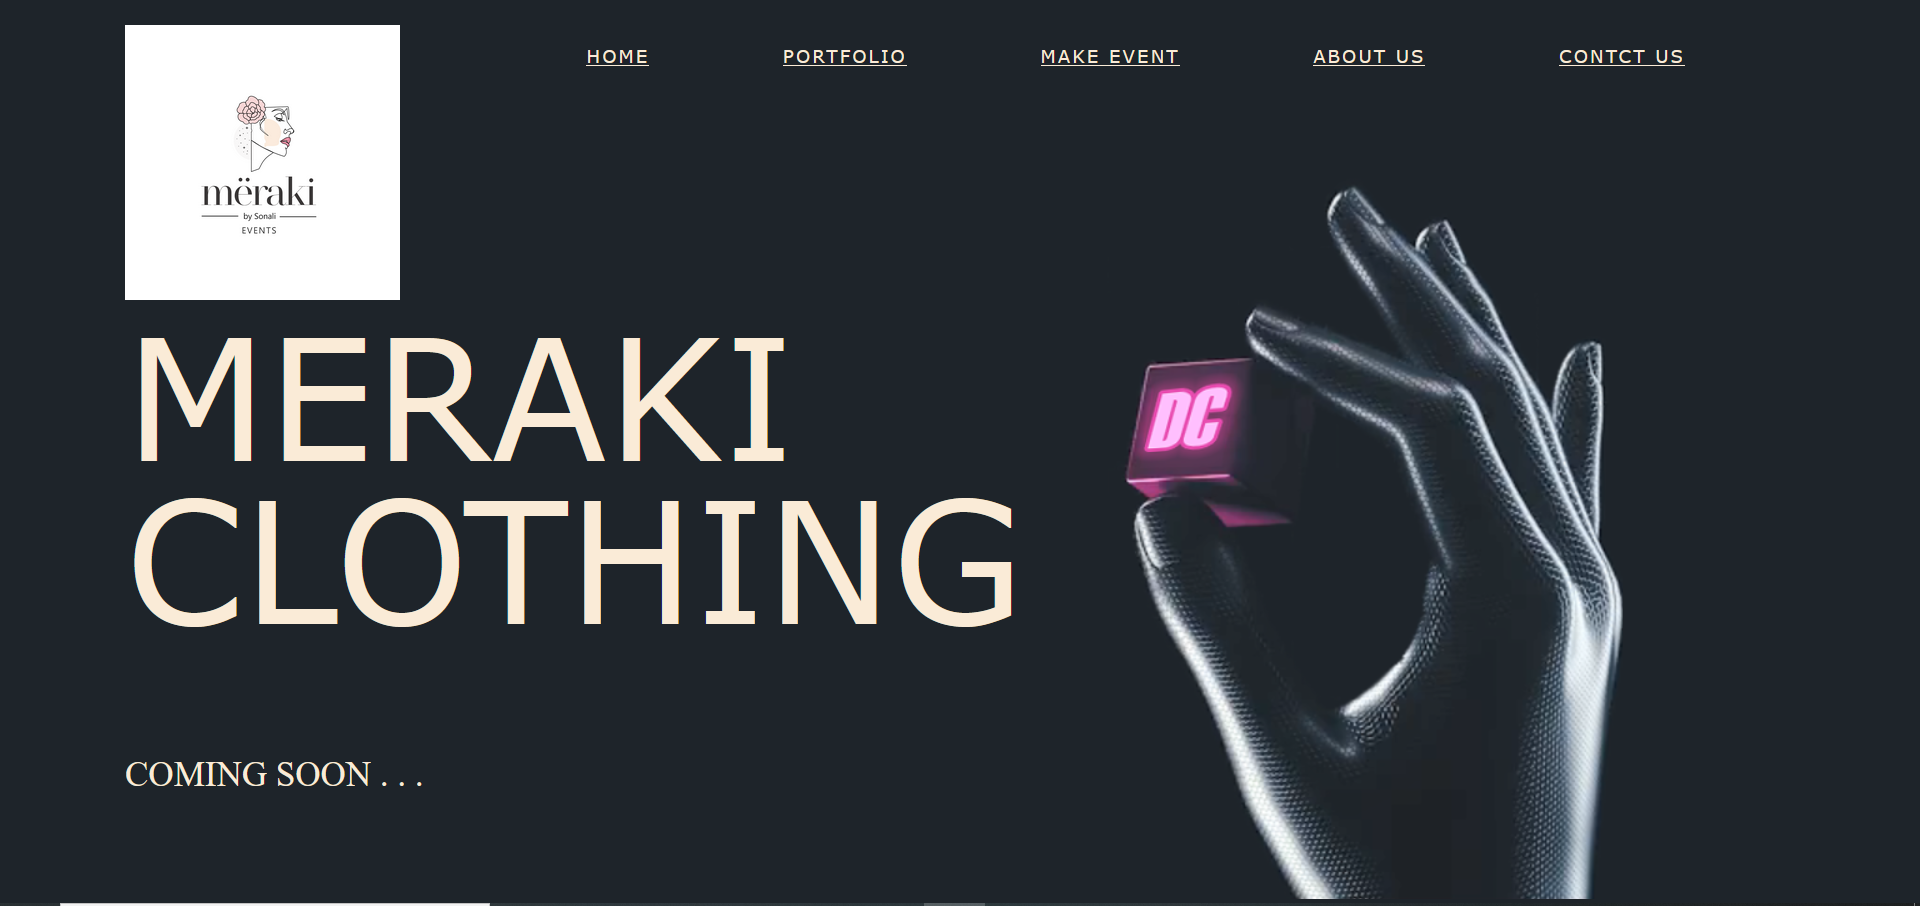 HOME PORTFOLIO MAKE EVENT ABOUT US CONTCT US
mëraki
by Sonali
EVENTS
MERAKI
CLOTHING
DC
COMING SOON . . .